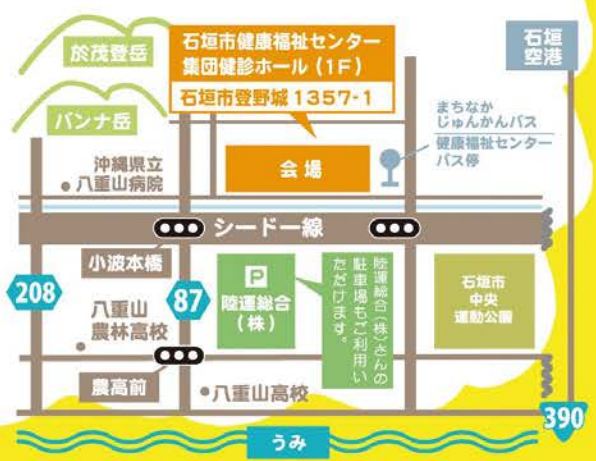 於茂登岳
バンナ岳
石垣市健康福祉センター
集団健診ホール（1F）
石垣市登野城 1357-1
石垣
空港
まちなか
じゅんかんバス
健康福祉センター
バス停
会場
沖縄県立
八重山病院
シードー線
小波本橋
208
87
P
陸運総合
（株）
陸運総合（株）さんの
駐車場もご利用い
ただけます。
石垣市
中央
運動公園
八重山
農林高校
農高前
八重山高校
390
うみ